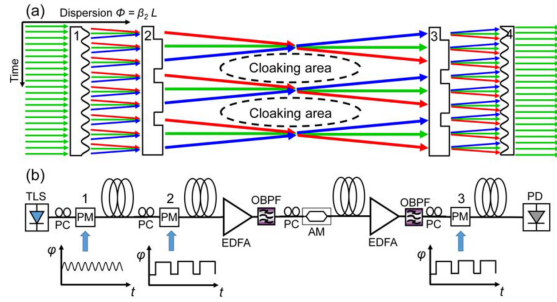 (a)
Dispersion Φ = β₂ L
Time
1
2
3
4
Cloaking area
Cloaking area
(b)
TLS
1
2
OBPF
OBPF
3
PD
PM
PM
PM
PC
PC
EDFA
PC
AM
EDFA
PC
φ
t
φ
t
φ
t